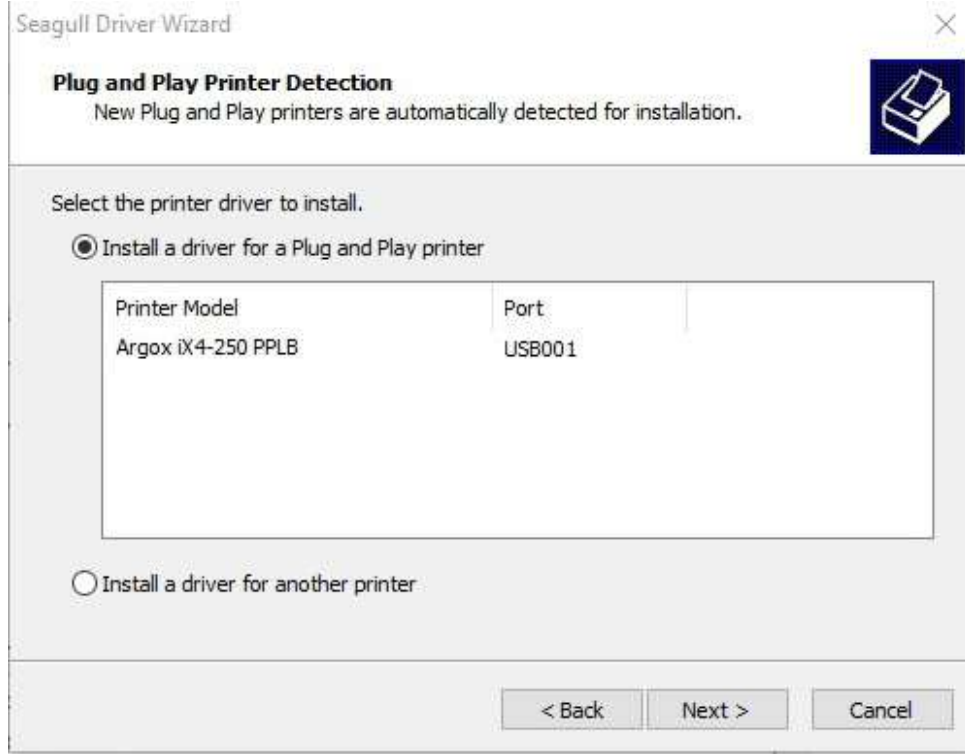 Seagull Driver Wizard
Plug and Play Printer Detection
New Plug and Play printers are automatically detected for installation.
Select the printer driver to install.
Install a driver for a Plug and Play printer
Printer Model Port
Argox iX4-250 PPLB USB001
Install a driver for another printer
< Back Next > Cancel